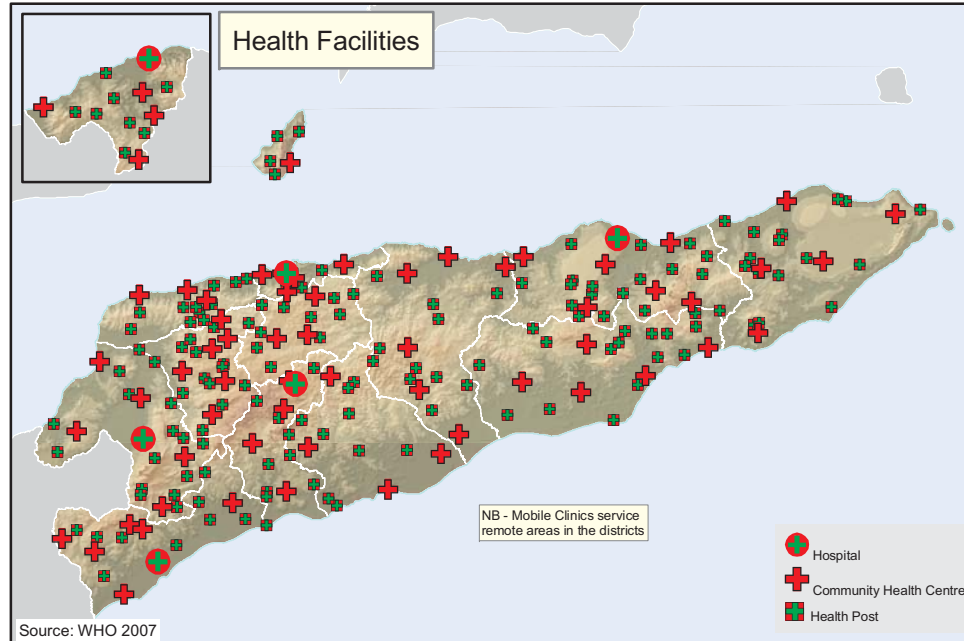 Health Facilities
NB - Mobile Clinics service
remote areas in the districts
Hospital
Community Health Centre
Health Post
Source: WHO 2007